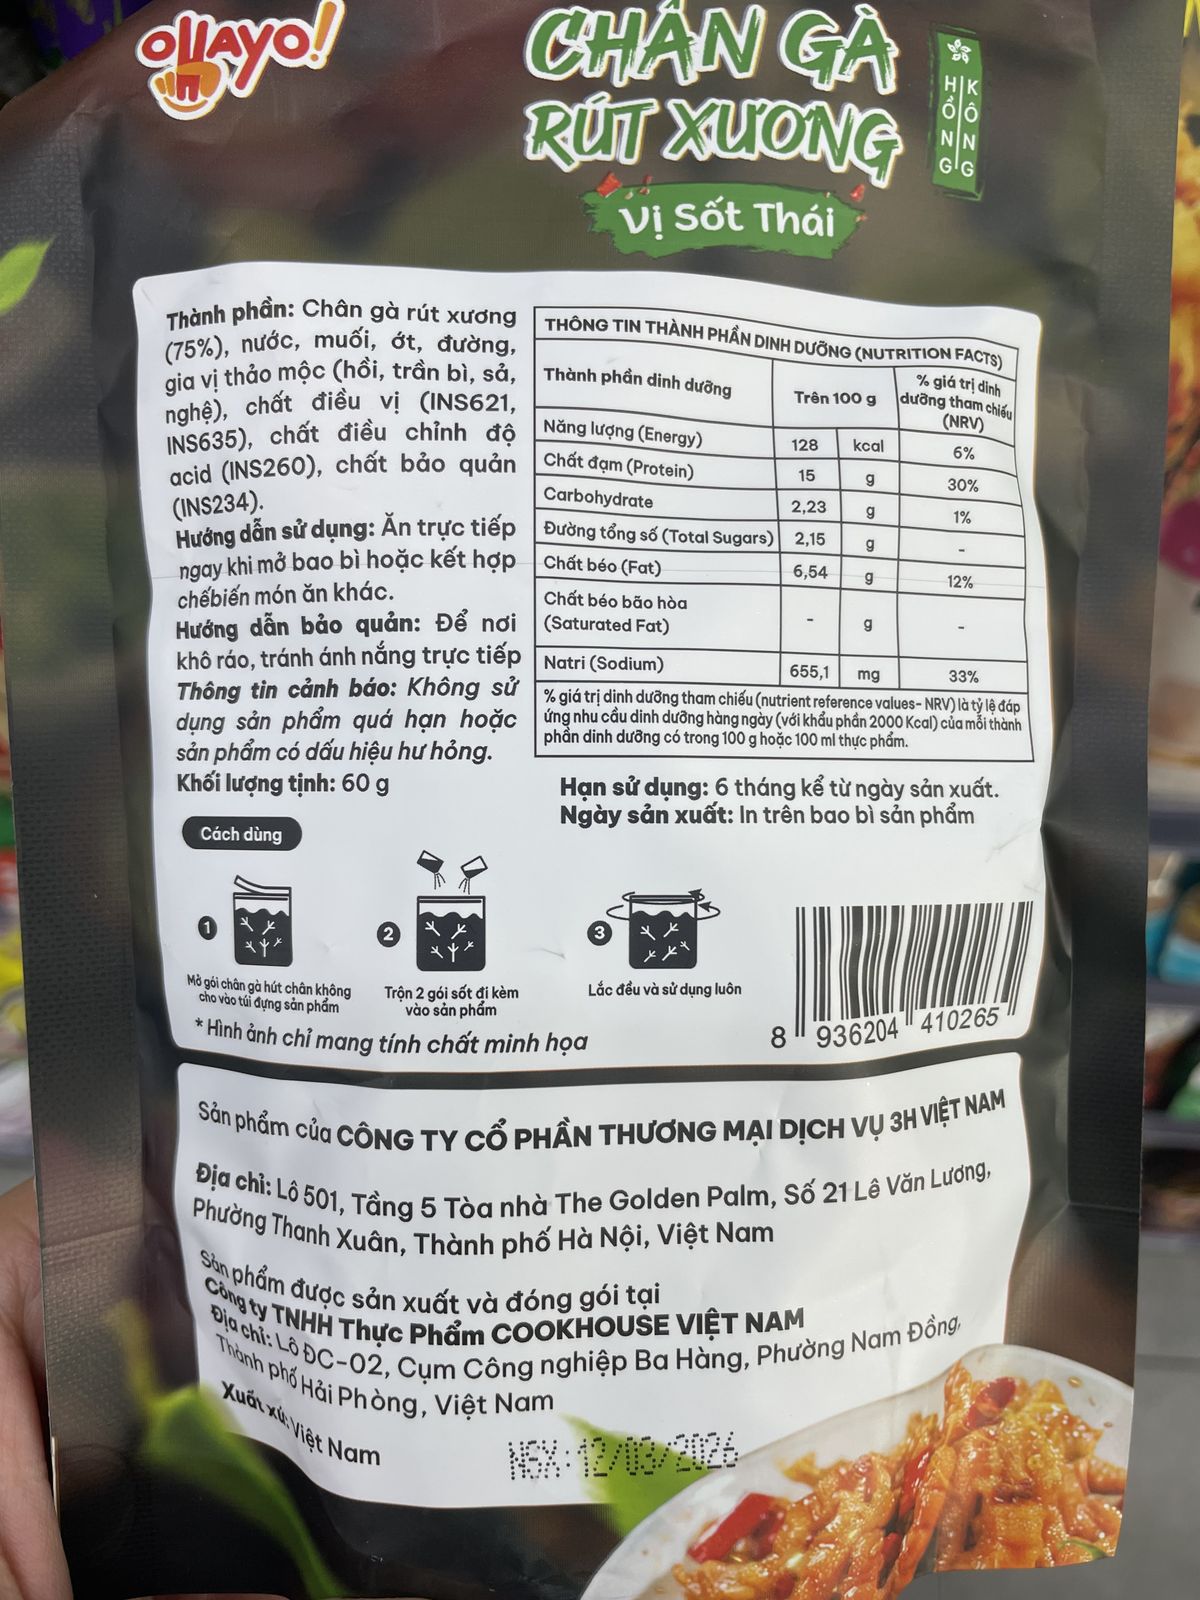 ollAyo!
CHÂN GÀ
RÚT XƯƠNG
HỒNG
KÔNG
Vị Sốt Thái
Thành phần: Chân gà rút xương
(75%), nước, muối, ớt, đường,
gia vị thảo mộc (hồi, trần bì, sả,
nghệ), chất điều vị (INS621,
INS635), chất điều chỉnh độ
acid (INS260), chất bảo quản
(INS234).
Hướng dẫn sử dụng: Ăn trực tiếp
ngay khi mở bao bì hoặc kết hợp
chếbiến món ăn khác.
Hướng dẫn bảo quản: Để nơi
khô ráo, tránh ánh nắng trực tiếp
Thông tin cảnh báo: Không sử
dụng sản phẩm quá hạn hoặc
sản phẩm có dấu hiệu hư hỏng.
Khối lượng tịnh: 60 g
THÔNG TIN THÀNH PHẦN DINH DƯỠNG (NUTRITION FACTS)
Thành phần dinh dưỡng Trên 100 g % giá trị dinh
dưỡng tham chiếu
(NRV)
Năng lượng (Energy) 128 kcal 6%
Chất đạm (Protein) 15 g 30%
Carbohydrate 2,23 g 1%
Đường tổng số (Total Sugars) 2,15 g -
Chất béo (Fat) 6,54 g 12%
Chất béo bão hòa
(Saturated Fat) - g -
Natri (Sodium) 655,1 mg 33%
% giá trị dinh dưỡng tham chiếu (nutrient reference values- NRV) là tỷ lệ đáp
ứng nhu cầu dinh dưỡng hàng ngày (với khẩu phần 2000 Kcal) của mỗi thành
phần dinh dưỡng có trong 100 g hoặc 100 ml thực phẩm.
Hạn sử dụng: 6 tháng kể từ ngày sản xuất.
Ngày sản xuất: In trên bao bì sản phẩm
Cách dùng
1
Mở gói chân gà hút chân không
cho vào túi đựng sản phẩm
2
Trộn 2 gói sốt đi kèm
vào sản phẩm
3
Lắc đều và sử dụng luôn
* Hình ảnh chỉ mang tính chất minh họa
8 936204 410265
Sản phẩm của CÔNG TY CỔ PHẦN THƯƠNG MẠI DỊCH VỤ 3H VIỆT NAM
Địa chỉ: Lô 501, Tầng 5 Tòa nhà The Golden Palm, Số 21 Lê Văn Lương,
Phường Thanh Xuân, Thành phố Hà Nội, Việt Nam
Sản phẩm được sản xuất và đóng gói tại
Công ty TNHH Thực Phẩm COOKHOUSE VIỆT NAM
Địa chỉ: Lô ĐC-02, Cụm Công nghiệp Ba Hàng, Phường Nam Đồng,
Thành phố Hải Phòng, Việt Nam
Xuất xứ: Việt Nam
NSX: 12/03/2026